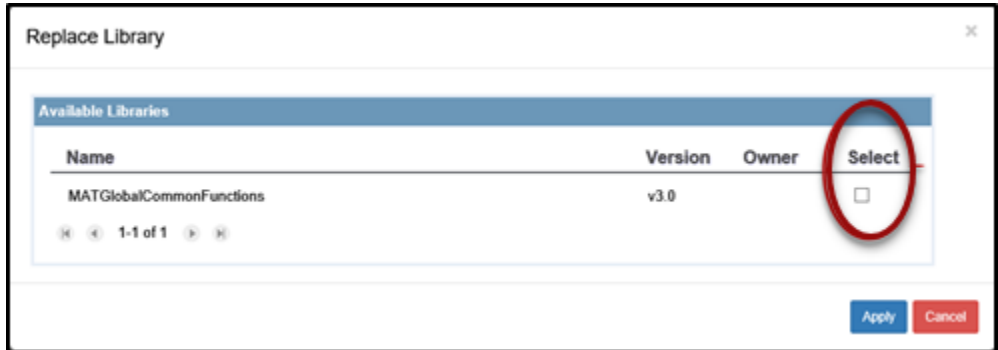 Replace Library ×
Available Libraries
Name Version Owner Select
MATGlobalCommonFunctions v3.0
1-1 of 1
Apply Cancel